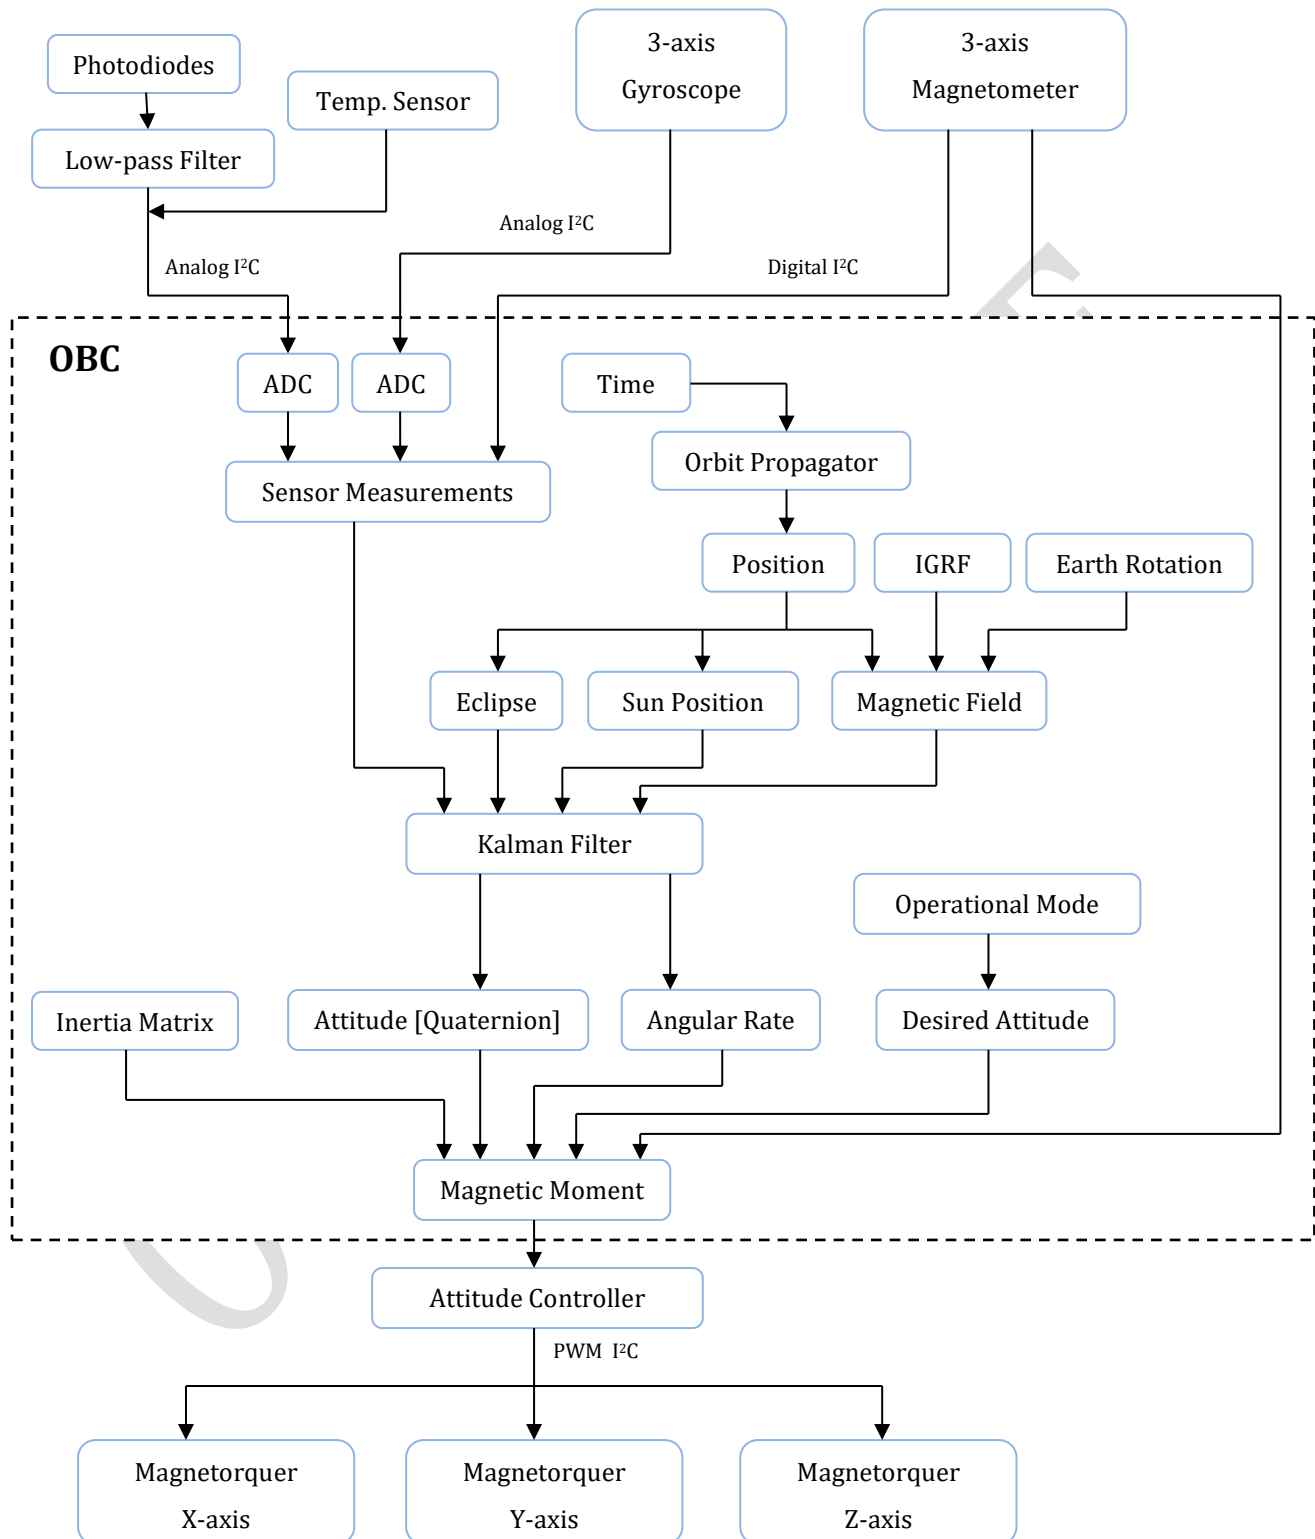 3-axis
Gyroscope
3-axis
Magnetometer
Photodiodes
Temp. Sensor
Low-pass Filter
Analog I²C
Analog I²C
Digital I²C
OBC
ADC
ADC
Time
Orbit Propagator
Sensor Measurements
Position
IGRF
Earth Rotation
Eclipse
Sun Position
Magnetic Field
Kalman Filter
Operational Mode
Inertia Matrix
Attitude [Quaternion]
Angular Rate
Desired Attitude
Magnetic Moment
Attitude Controller
PWM I²C
Magnetorquer
X-axis
Magnetorquer
Y-axis
Magnetorquer
Z-axis